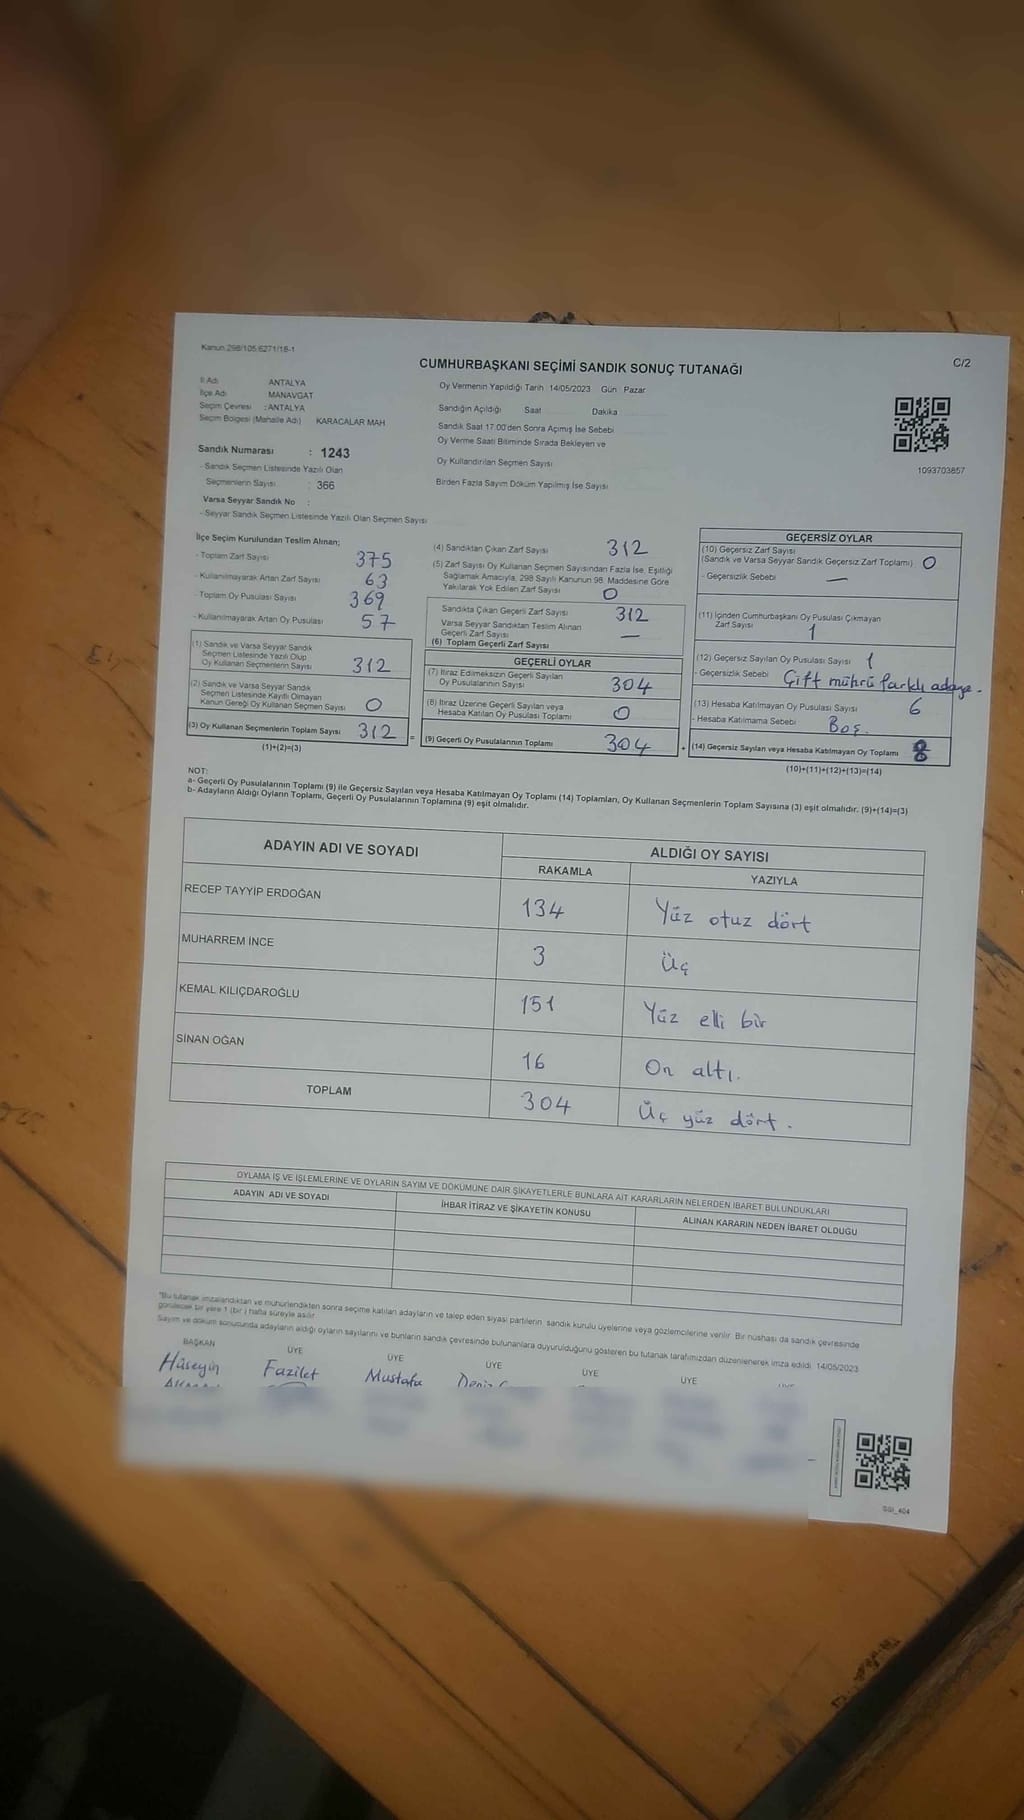 Kanun 298/105,6271/18-1
C/2
CUMHURBAŞKANI SEÇİMİ SANDIK SONUÇ TUTANAĞI
İl Adı ANTALYA
İlçe Adı MANAVGAT
Seçim Çevresi : ANTALYA
Seçim Bölgesi (Mahalle Adı) KARACALAR MAH.
Oy Vermenin Yapıldığı Tarih 14/05/2023 Gün Pazar
Sandığın Açıldığı Saat Dakika
Sandık Saat 17.00'den Sonra Açımış İse Sebebi
Oy Verme Saati Bitiminde Sırada Bekleyen ve
Oy Kullandırılan Seçmen Sayısı
Birden Fazla Sayım Döküm Yapılmış İse Sayısı
1093703857
Sandık Numarası : 1243
- Sandık Seçmen Listesinde Yazılı Olan
Seçmenlerin Sayısı : 366
Varsa Seyyar Sandık No :
- Seyyar Sandık Seçmen Listesinde Yazılı Olan Seçmen Sayısı
İlçe Seçim Kurulundan Teslim Alınan;
- Toplam Zarf Sayısı 375
- Kullanılmayarak Artan Zarf Sayısı 63
- Toplam Oy Pusulası Sayısı 369
- Kullanılmayarak Artan Oy Pusulası 57
(1) Sandık ve Varsa Seyyar Sandık
Seçmen Listesinde Yazılı Olup
Oy Kullanan Seçmenlerin Sayısı 312
(2) Sandık ve Varsa Seyyar Sandık
Seçmen Listesinde Kayıtlı Olmayan
Kanun Gereği Oy Kullanan Seçmen Sayısı 0
(3) Oy Kullanan Seçmenlerin Toplam Sayısı 312 =
(1)+(2)=(3)
(4) Sandıktan Çıkan Zarf Sayısı 312
(5) Zarf Sayısı Oy Kullanan Seçmen Sayısından Fazla İse, Eşitliği
Sağlamak Amacıyla, 298 Sayılı Kanunun 98. Maddesine Göre
Yakılarak Yok Edilen Zarf Sayısı 0
Sandıkta Çıkan Geçerli Zarf Sayısı 312
Varsa Seyyar Sandıktan Teslim Alınan
Geçerli Zarf Sayısı —
(6) Toplam Geçerli Zarf Sayısı
GEÇERLİ OYLAR
(7) İtiraz Edilmeksizin Geçerli Sayılan
Oy Pusulalarının Sayısı 304
(8) İtiraz Üzerine Geçerli Sayılan veya
Hesaba Katılan Oy Pusulası Toplamı 0
(9) Geçerli Oy Pusulalarının Toplamı 304 +
GEÇERSİZ OYLAR
(10) Geçersiz Zarf Sayısı
(Sandık ve Varsa Seyyar Sandık Geçersiz Zarf Toplamı) 0
- Geçersizlik Sebebi —
(11) İçinden Cumhurbaşkanı Oy Pusulası Çıkmayan
Zarf Sayısı 1
(12) Geçersiz Sayılan Oy Pusulası Sayısı 1
- Geçersizlik Sebebi Çift mührü farklı adaya.
(13) Hesaba Katılmayan Oy Pusulası Sayısı 6
- Hesaba Katılmama Sebebi Boş.
(14) Geçersiz Sayılan veya Hesaba Katılmayan Oy Toplamı 8
(10)+(11)+(12)+(13)=(14)
NOT:
a- Geçerli Oy Pusulalarının Toplamı (9) ile Geçersiz Sayılan veya Hesaba Katılmayan Oy Toplamı (14) Toplamları, Oy Kullanan Seçmenlerin Toplam Sayısına (3) eşit olmalıdır. (9)+(14)=(3)
b- Adayların Aldığı Oyların Toplamı, Geçerli Oy Pusulalarının Toplamına (9) eşit olmalıdır.
ADAYIN ADI VE SOYADI ALDIĞI OY SAYISI
RAKAMLA YAZIYLA
RECEP TAYYİP ERDOĞAN 134 Yüz otuz dört
MUHARREM İNCE 3 Üç
KEMAL KILIÇDAROĞLU 151 Yüz elli bir
SİNAN OĞAN 16 On altı.
TOPLAM 304 Üç yüz dört.
OYLAMA İŞ VE İŞLEMLERİNE VE OYLARIN SAYIM VE DÖKÜMÜNE DAİR ŞİKAYETLERLE BUNLARA AİT KARARLARIN NELERDEN İBARET BULUNDUKLARI
ADAYIN ADI VE SOYADI İHBAR İTİRAZ VE ŞİKAYETİN KONUSU ALINAN KARARIN NEDEN İBARET OLDUĞU
*Bu tutanak imzalandıktan ve mühürlendikten sonra seçime katılan adayların ve talep eden siyasi partilerin sandık kurulu üyelerine veya gözlemcilerine verilir. Bir nüshası da sandık çevresinde
görülecek bir yere 1 (bir) hafta süreyle asılır.
Sayım ve döküm sonucunda adayların aldığı oyların sayılarını ve bunların sandık çevresinde bulunanlara duyurulduğunu gösteren bu tutanak tarafımızdan düzenlenerek imza edildi. 14/05/2023
BAŞKAN ÜYE ÜYE ÜYE ÜYE ÜYE
Hüseyin Fazilet Mustafa Deniz
SGI_404